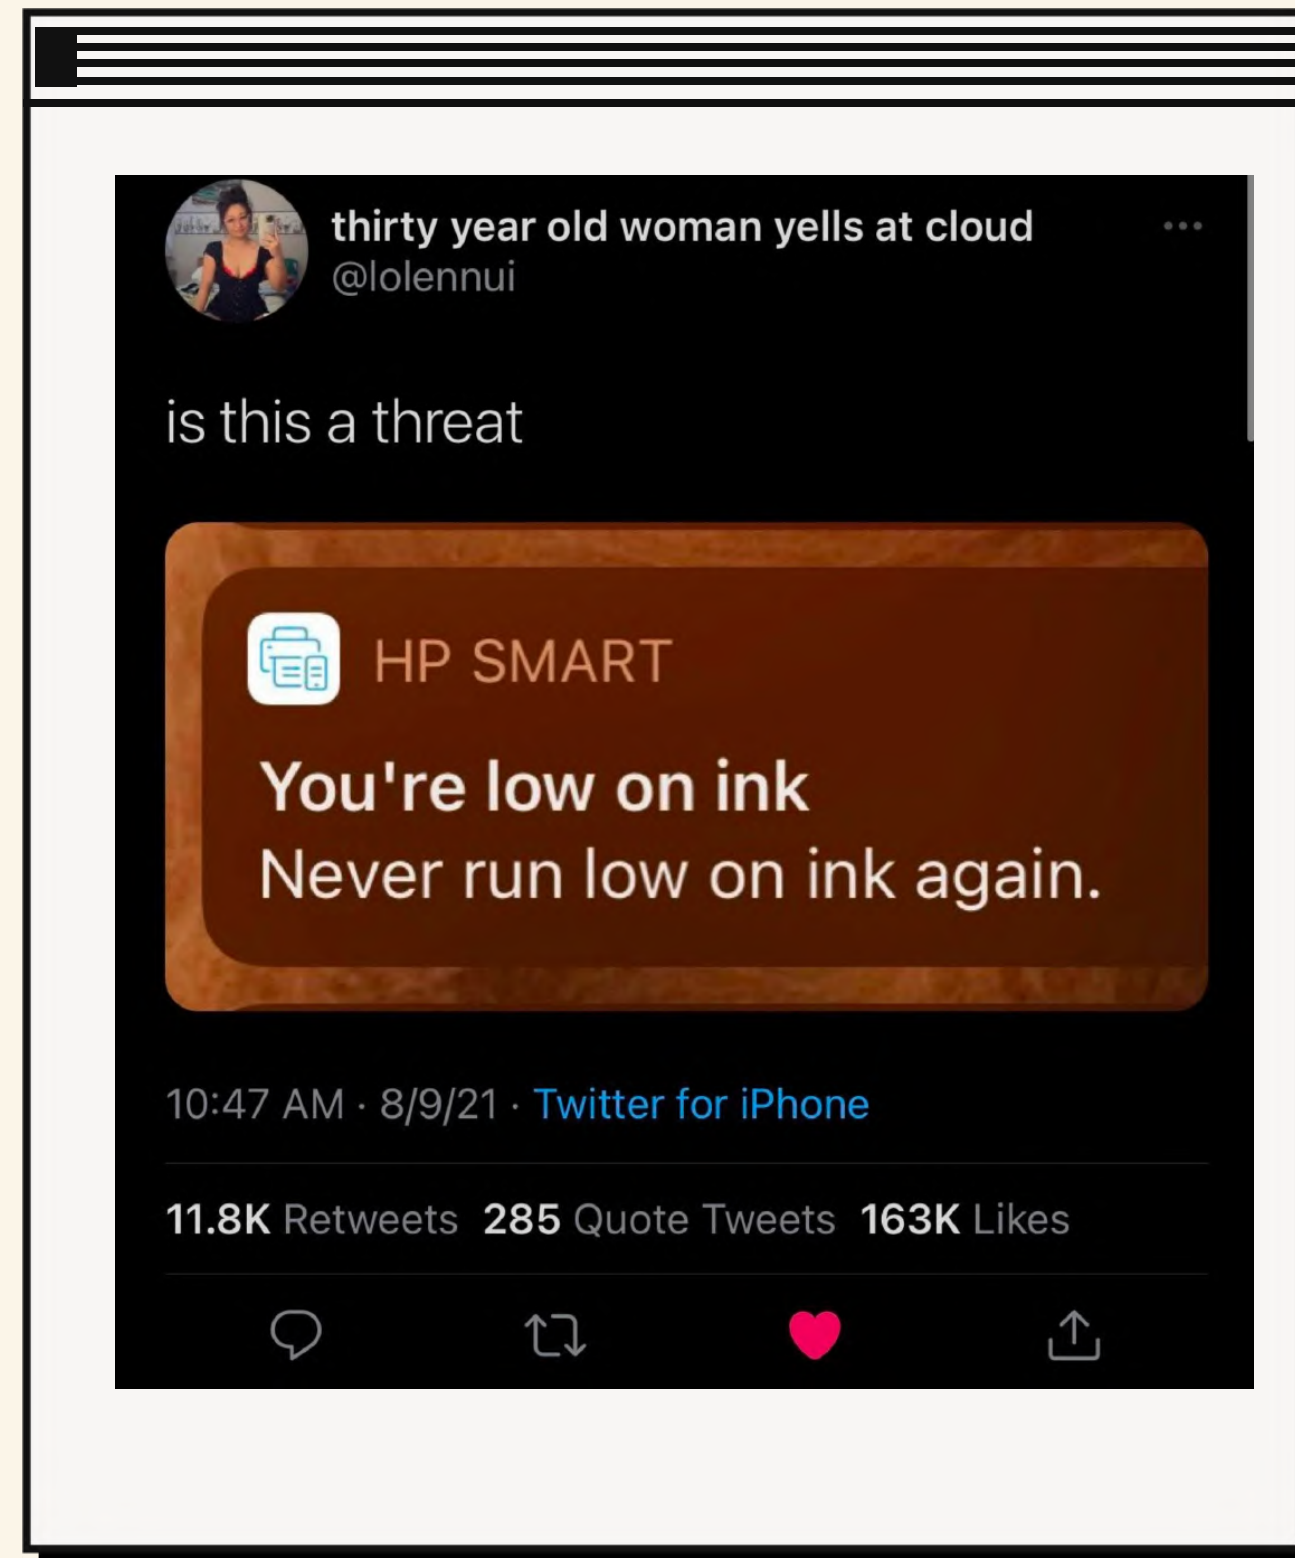 thirty year old woman yells at cloud
@lolennui
is this a threat
HP SMART
You're low on ink
Never run low on ink again.
10:47 AM · 8/9/21 · Twitter for iPhone
11.8K Retweets 285 Quote Tweets 163K Likes